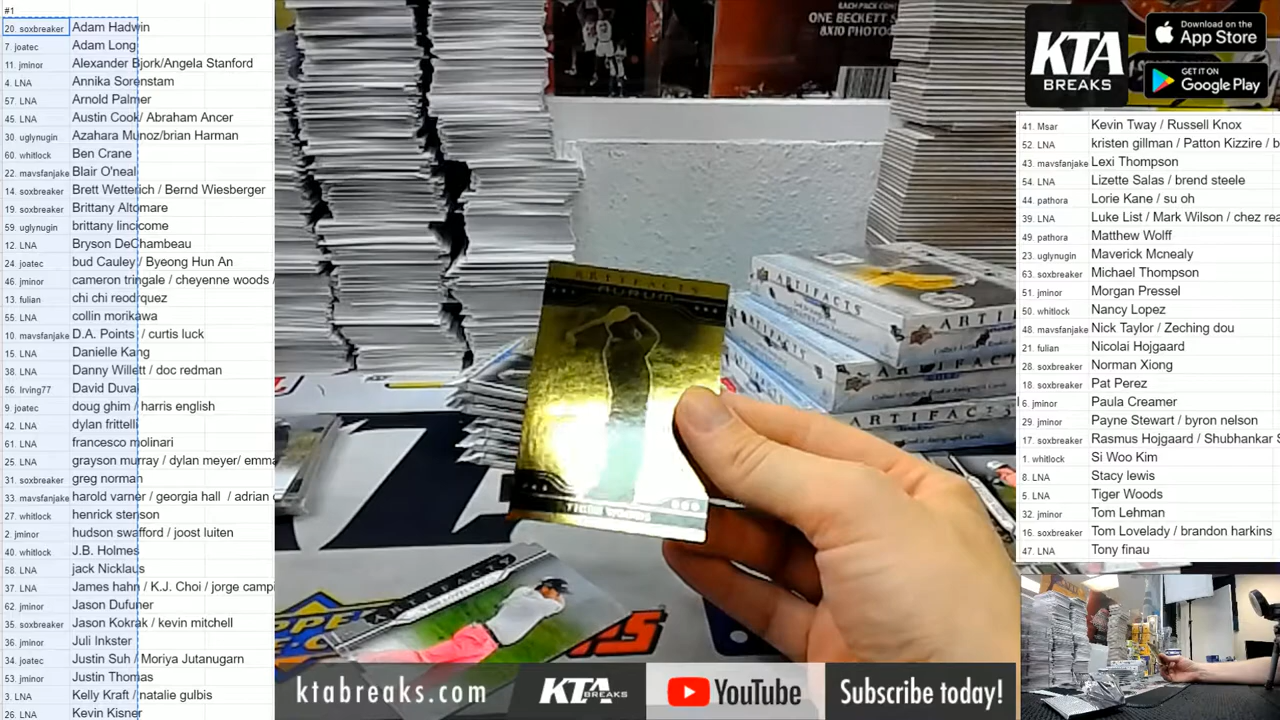 #1
20. soxbreaker Adam Hadwin
7. joatec Adam Long
11. jminor Alexander Bjork/Angela Stanford
4. LNA Annika Sorenstam
57. LNA Arnold Palmer
45. LNA Austin Cook/ Abraham Ancer
30. uglynugin Azahara Munoz/brian Harman
60. whitlock Ben Crane
22. mavsfanjake Blair O'neal
14. soxbreaker Brett Wetterich / Bernd Wiesberger
19. soxbreaker Brittany Altomare
59. uglynugin brittany lincicome
12. LNA Bryson DeChambeau
24. joatec bud Cauley / Byeong Hun An
46. jminor cameron tringale / cheyenne woods /
13. fulian chi chi reodrquez
55. LNA collin morikawa
10. mavsfanjake D.A. Points / curtis luck
15. LNA Danielle Kang
38. LNA Danny Willett / doc redman
56 Irving77 David Duval
9. joatec doug ghim / harris english
42. LNA dylan frittelli
61. LNA francesco molinari
25. LNA grayson murray / dylan meyer/ emma
31. soxbreaker greg norman
33. mavsfanjake harold varner / georgia hall / adrian
27. whitlock henrick stenson
2. jminor hudson swafford / joost luiten
40. whitlock J.B. Holmes
58. LNA jack Nicklaus
37. LNA James hahn / K.J. Choi / jorge campi
62. jminor Jason Dufuner
35. soxbreaker Jason Kokrak / kevin mitchell
36. jminor Juli Inkster
34. joatec Justin Suh / Moriya Jutanugarn
53. jminor Justin Thomas
3. LNA Kelly Kraft / natalie gulbis
26. LNA Kevin Kisner
EACH PACK CON
ONE BECKETT S
8X10 PHOTOGR
ARTIFACTS
AURUM
TIGER WOODS
ARTIFACTS
ARTIFACTS
ARTIFACTS
ARTIFACTS
ARTIFACTS
KTA
BREAKS
Download on the
App Store
GET IT ON
Google Play
41. Msar Kevin Tway / Russell Knox
52. LNA kristen gillman / Patton Kizzire / b
43. mavsfanjake Lexi Thompson
54. LNA Lizette Salas / brend steele
44. pathora Lorie Kane / su oh
39. LNA Luke List / Mark Wilson / chez re
49. pathora Matthew Wolff
23. uglynugin Maverick Mcnealy
63. soxbreaker Michael Thompson
51. jminor Morgan Pressel
50. whitlock Nancy Lopez
48. mavsfanjake Nick Taylor / Zeching dou
21. fulian Nicolai Hojgaard
28. soxbreaker Norman Xiong
18. soxbreaker Pat Perez
6. jminor Paula Creamer
29. jminor Payne Stewart / byron nelson
17. soxbreaker Rasmus Hojgaard / Shubhankar S
1. whitlock Si Woo Kim
8. LNA Stacy lewis
5. LNA Tiger Woods
32. jminor Tom Lehman
16. soxbreaker Tom Lovelady / brandon harkins
47. LNA Tony finau
ktabreaks.com
KTA BREAKS
YouTube
Subscribe today!